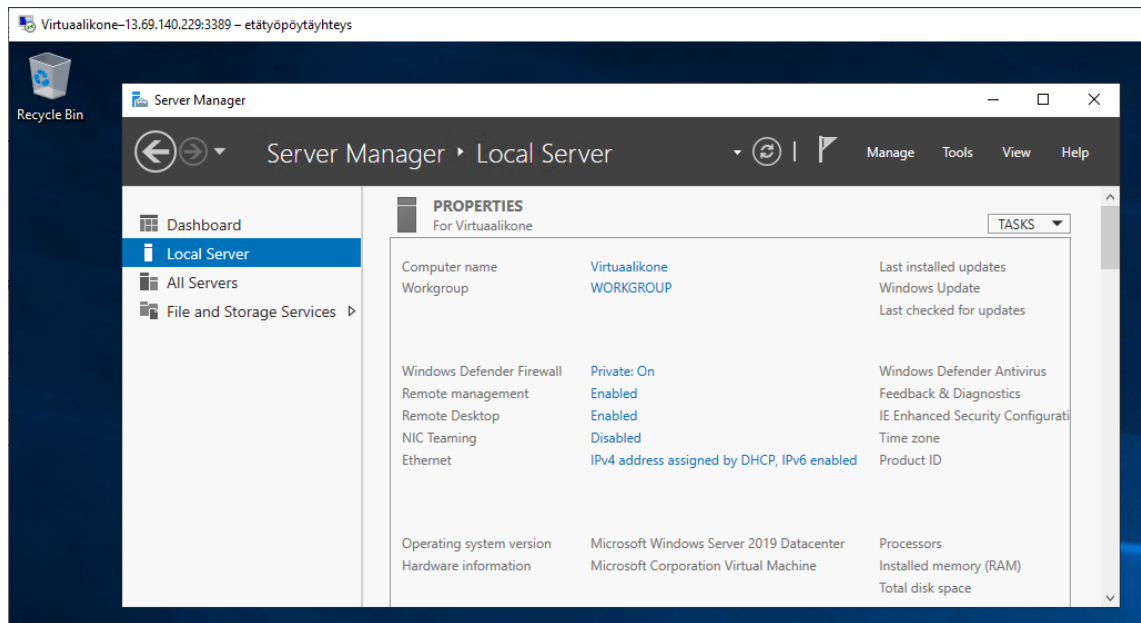 Virtuaalikone–13.69.140.229:3389 – etätyöpöytäyhteys
Recycle Bin
Server Manager
Server Manager ‣ Local Server
Manage Tools View Help
Dashboard
Local Server
All Servers
File and Storage Services
PROPERTIES
For Virtuaalikone
TASKS
Computer name Virtuaalikone Last installed updates
Workgroup WORKGROUP Windows Update
Last checked for updates
Windows Defender Firewall Private: On Windows Defender Antivirus
Remote management Enabled Feedback & Diagnostics
Remote Desktop Enabled IE Enhanced Security Configurati
NIC Teaming Disabled Time zone
Ethernet IPv4 address assigned by DHCP, IPv6 enabled Product ID
Operating system version Microsoft Windows Server 2019 Datacenter Processors
Hardware information Microsoft Corporation Virtual Machine Installed memory (RAM)
Total disk space